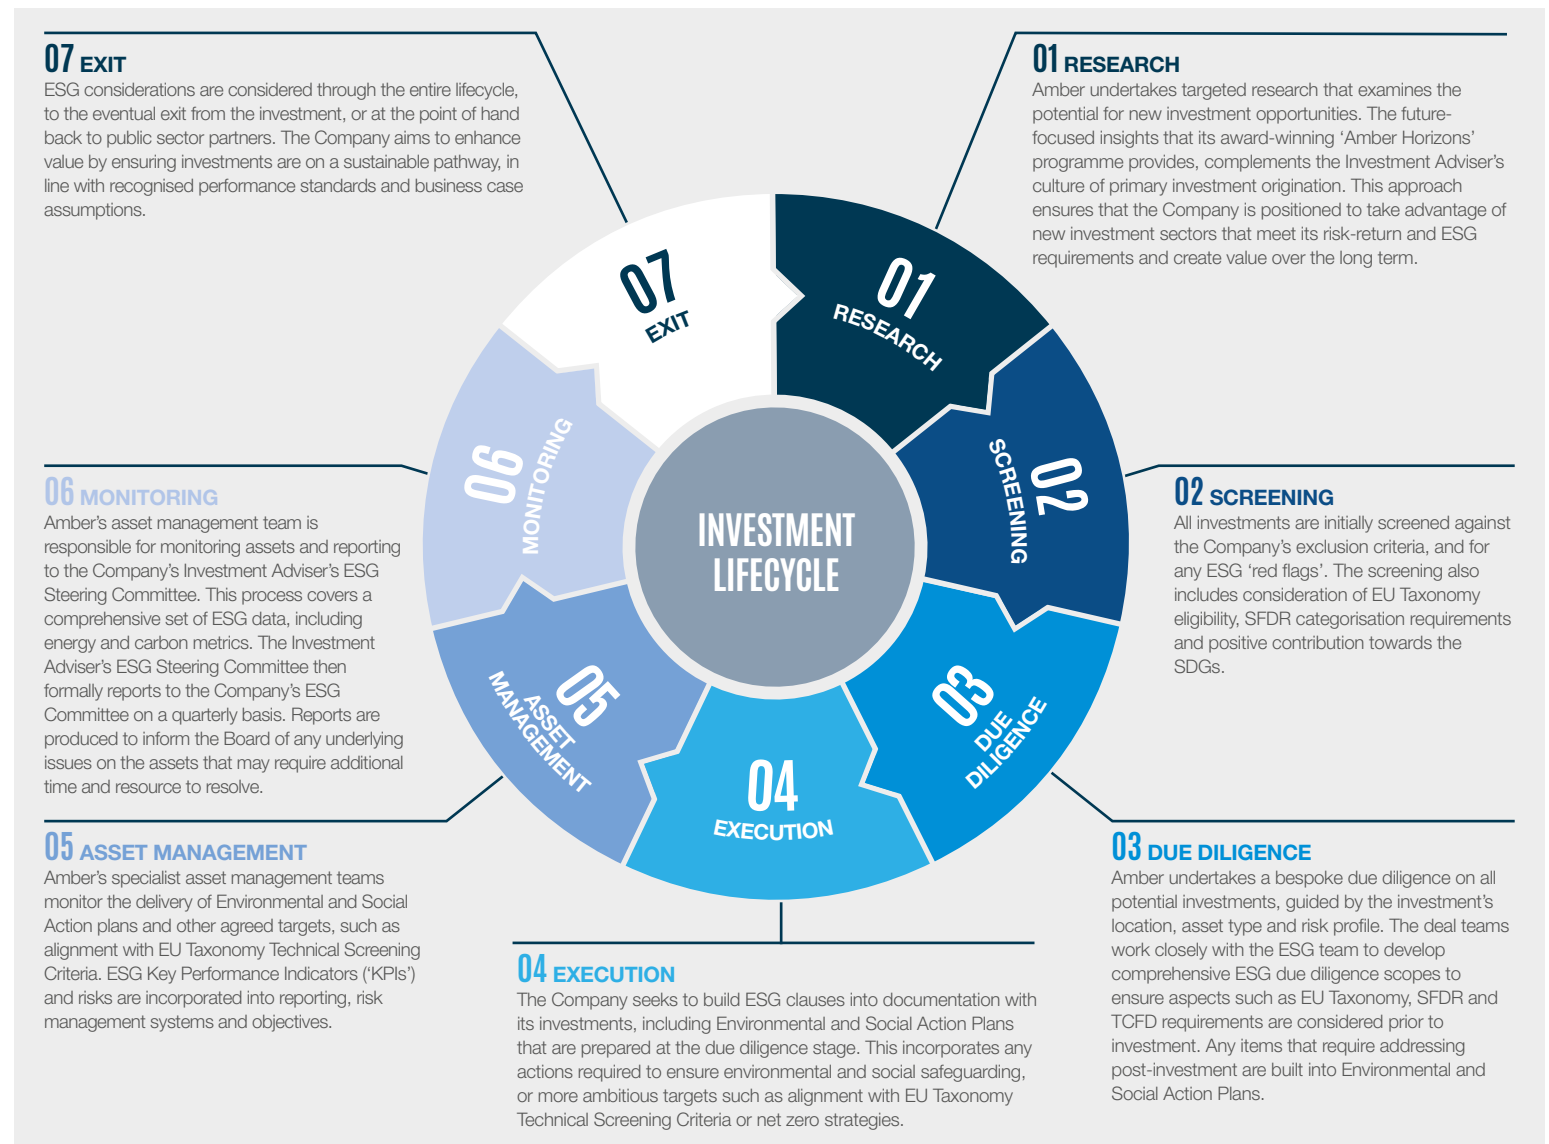 07 EXIT
ESG considerations are considered through the entire lifecycle,
to the eventual exit from the investment, or at the point of hand
back to public sector partners. The Company aims to enhance
value by ensuring investments are on a sustainable pathway, in
line with recognised performance standards and business case
assumptions.
01 RESEARCH
Amber undertakes targeted research that examines the
potential for new investment opportunities. The future-
focused insights that its award-winning ‘Amber Horizons’
programme provides, complements the Investment Adviser’s
culture of primary investment origination. This approach
ensures that the Company is positioned to take advantage of
new investment sectors that meet its risk-return and ESG
requirements and create value over the long term.
07
EXIT
01
RESEARCH
06
MONITORING
02
SCREENING
INVESTMENT
LIFECYCLE
05
ASSET
MANAGEMENT
03
DUE
DILIGENCE
04
EXECUTION
06 MONITORING
Amber’s asset management team is
responsible for monitoring assets and reporting
to the Company’s Investment Adviser’s ESG
Steering Committee. This process covers a
comprehensive set of ESG data, including
energy and carbon metrics. The Investment
Adviser’s ESG Steering Committee then
formally reports to the Company’s ESG
Committee on a quarterly basis. Reports are
produced to inform the Board of any underlying
issues on the assets that may require additional
time and resource to resolve.
02 SCREENING
All investments are initially screened against
the Company’s exclusion criteria, and for
any ESG ‘red flags’. The screening also
includes consideration of EU Taxonomy
eligibility, SFDR categorisation requirements
and positive contribution towards the
SDGs.
05 ASSET MANAGEMENT
Amber’s specialist asset management teams
monitor the delivery of Environmental and Social
Action plans and other agreed targets, such as
alignment with EU Taxonomy Technical Screening
Criteria. ESG Key Performance Indicators (‘KPIs’)
and risks are incorporated into reporting, risk
management systems and objectives.
03 DUE DILIGENCE
Amber undertakes a bespoke due diligence on all
potential investments, guided by the investment’s
location, asset type and risk profile. The deal teams
work closely with the ESG team to develop
comprehensive ESG due diligence scopes to
ensure aspects such as EU Taxonomy, SFDR and
TCFD requirements are considered prior to
investment. Any items that require addressing
post-investment are built into Environmental and
Social Action Plans.
04 EXECUTION
The Company seeks to build ESG clauses into documentation with
its investments, including Environmental and Social Action Plans
that are prepared at the due diligence stage. This incorporates any
actions required to ensure environmental and social safeguarding,
or more ambitious targets such as alignment with EU Taxonomy
Technical Screening Criteria or net zero strategies.